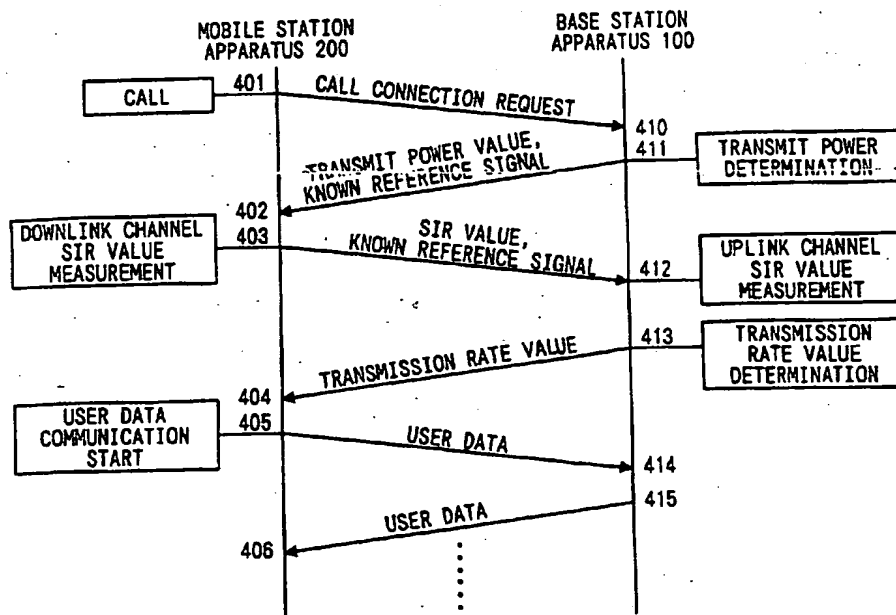 MOBILE STATION
APPARATUS 200
BASE STATION
APPARATUS 100
CALL
401
CALL CONNECTION REQUEST
410
411
TRANSMIT POWER
DETERMINATION
TRANSMIT POWER VALUE,
KNOWN REFERENCE SIGNAL
402
DOWNLINK CHANNEL
SIR VALUE
MEASUREMENT
403
SIR VALUE,
KNOWN REFERENCE SIGNAL
412
UPLINK CHANNEL
SIR VALUE
MEASUREMENT
413
TRANSMISSION
RATE VALUE
DETERMINATION
TRANSMISSION RATE VALUE
404
USER DATA
COMMUNICATION
START
405
USER DATA
414
415
USER DATA
406